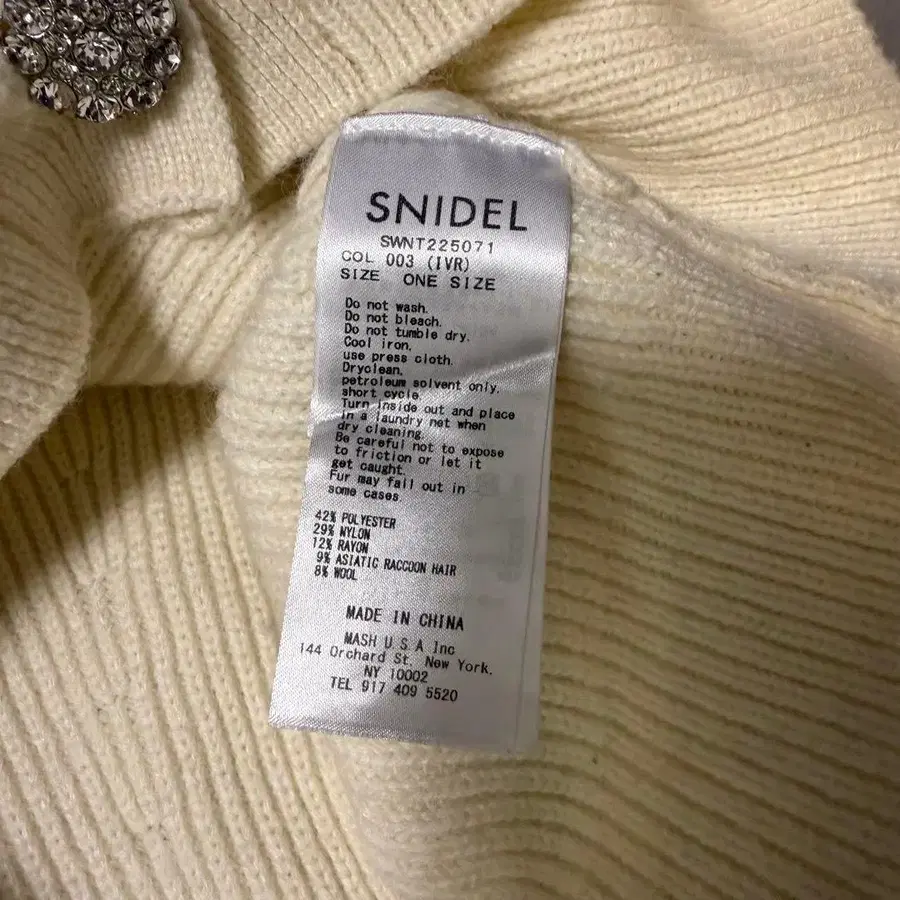 SNIDEL
SWNT225071
COL 003 (IVR)
SIZE ONE SIZE
Do not wash.
Do not bleach.
Do not tumble dry.
Cool iron.
use press cloth.
Dryclean.
petroleum solvent only.
short cycle.
Turn inside out and place
in a laundry net when
dry cleaning.
Be careful not to expose
to friction or let it
get caught.
Fur may fall out in
some cases
42% POLYESTER
29% NYLON
12% RAYON
9% ASIATIC RACCOON HAIR
8% WOOL
MADE IN CHINA
MASH U S A Inc
144 Orchard St. New York.
NY 10002
TEL 917 409 5520